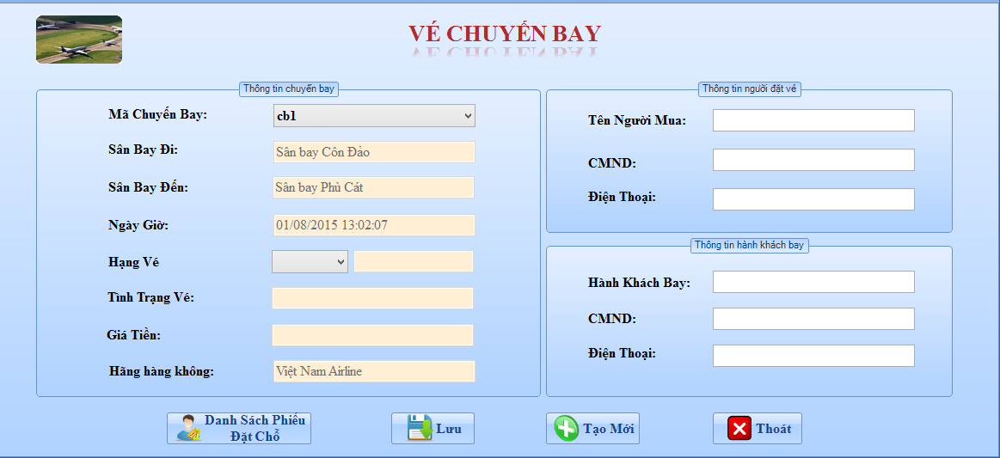 VÉ CHUYẾN BAY
Thông tin chuyến bay
Mã Chuyến Bay:
cb1
Sân Bay Đi:
Sân bay Côn Đảo
Sân Bay Đến:
Sân bay Phù Cát
Ngày Giờ:
01/08/2015 13:02:07
Hạng Vé
Tình Trạng Vé:
Giá Tiền:
Hãng hàng không:
Việt Nam Airline
Thông tin người đặt vé
Tên Người Mua:
CMND:
Điện Thoại:
Thông tin hành khách bay
Hành Khách Bay:
CMND:
Điện Thoại:
Danh Sách Phiếu
Đặt Chỗ
Lưu
Tạo Mới
Thoát